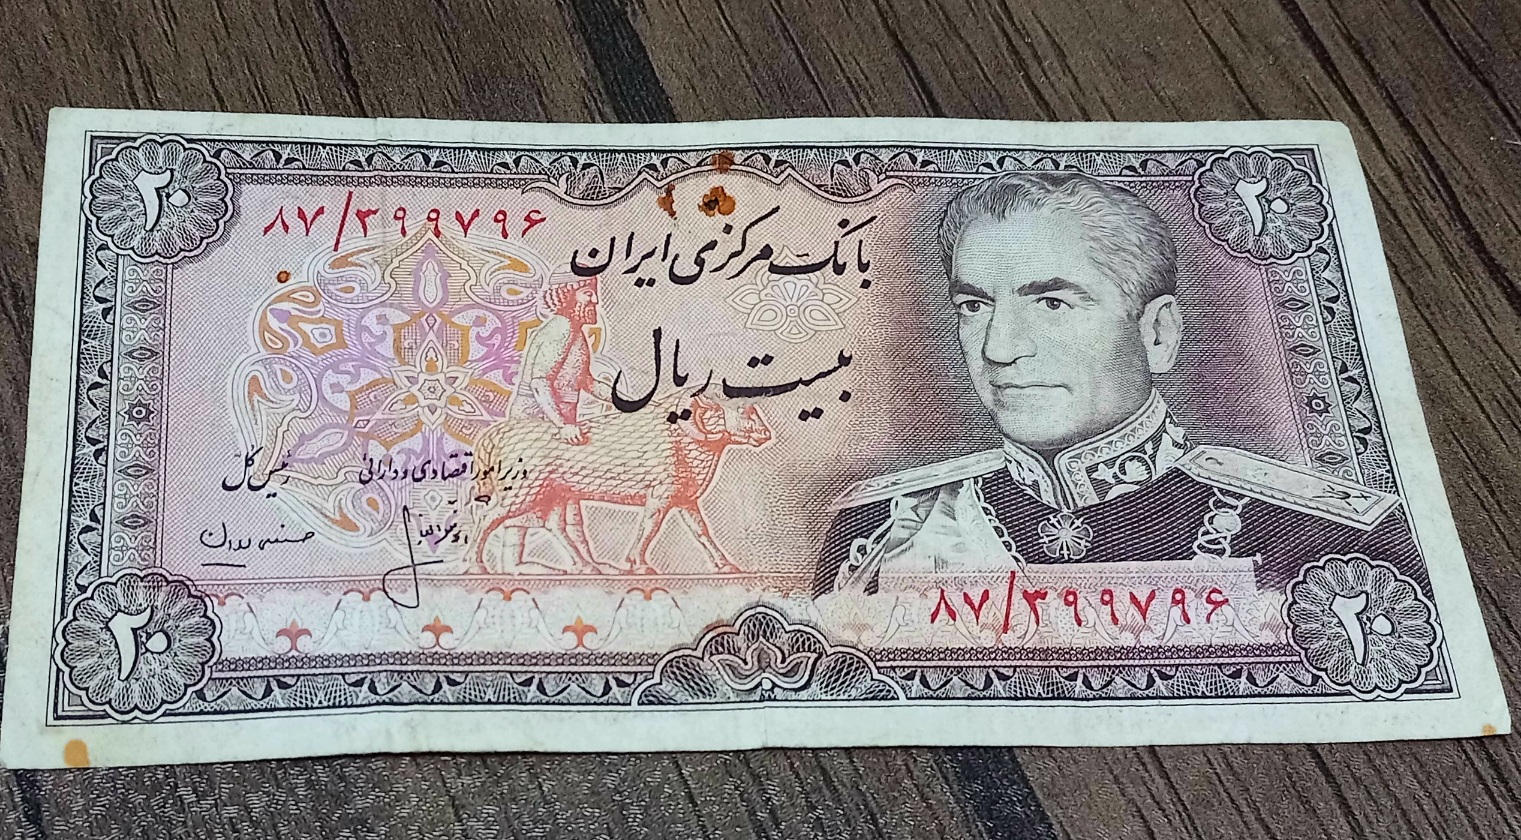 ۲۰
۲۰
۸۷/۳۹۹۷۹۶
بانک مرکزی ایران
بیست ریال
وزیر امور اقتصادی و دارائی
رئیس کل
۸۷/۳۹۹۷۹۶
۲۰
۲۰